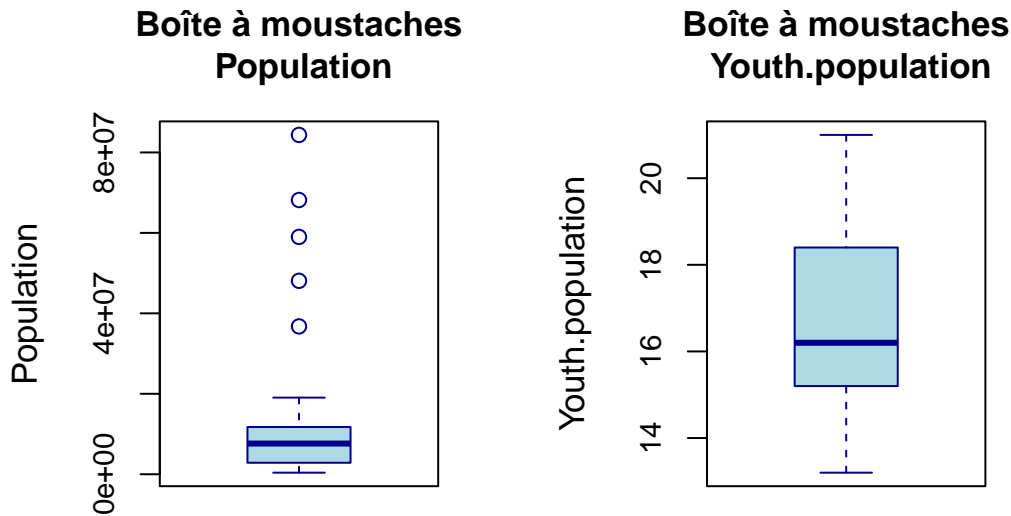 Boîte à moustaches
Population
Population
8e+07
4e+07
0e+00
Boîte à moustaches
Youth.population
Youth.population
20
18
16
14